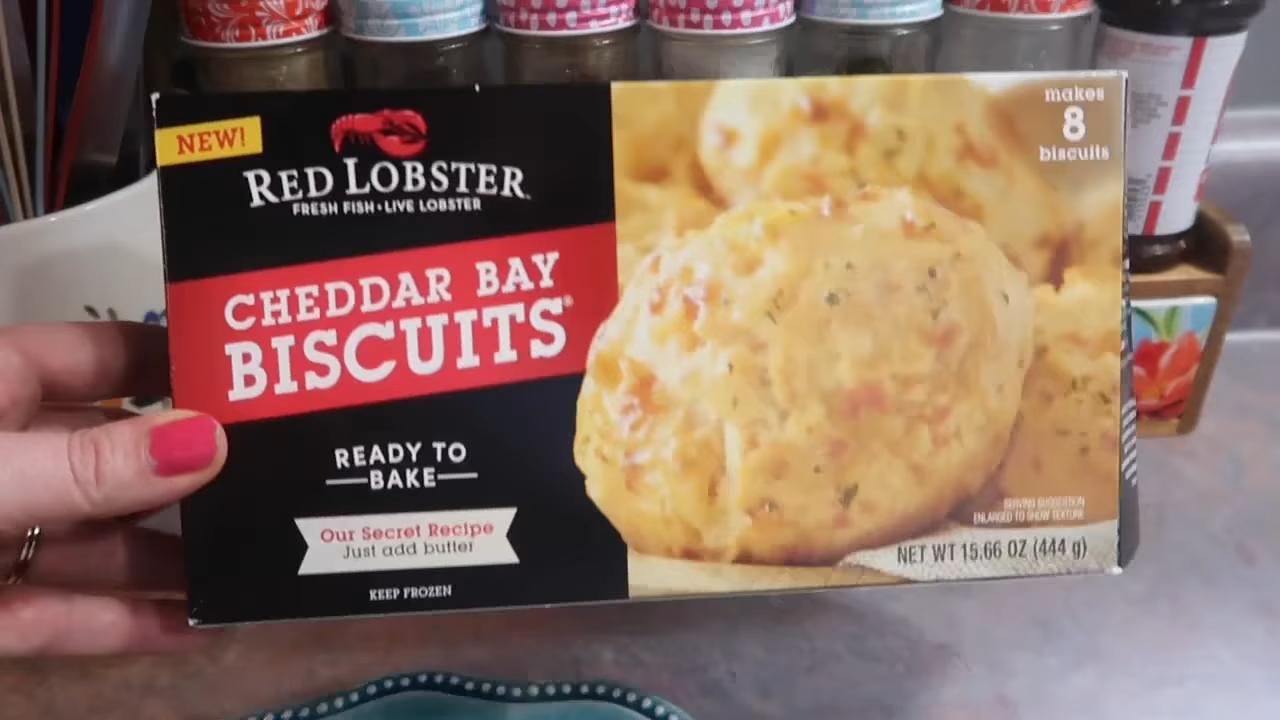 NEW!
RED LOBSTER
FRESH FISH • LIVE LOBSTER
CHEDDAR BAY
BISCUITS®
READY TO
BAKE
Our Secret Recipe
Just add butter
KEEP FROZEN
makes
8
biscuits
SERVING SUGGESTION
ENLARGED TO SHOW TEXTURE
NET WT 15.66 OZ (444 g)